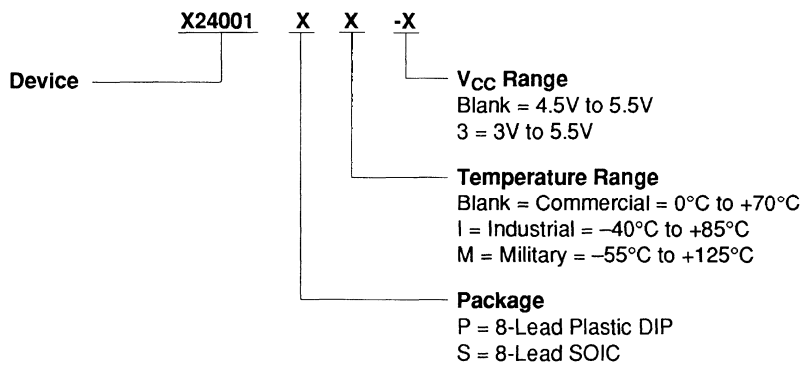 X24001 X X -X
Device
VCC Range
Blank = 4.5V to 5.5V
3 = 3V to 5.5V
Temperature Range
Blank = Commercial = 0°C to +70°C
I = Industrial = –40°C to +85°C
M = Military = –55°C to +125°C
Package
P = 8-Lead Plastic DIP
S = 8-Lead SOIC